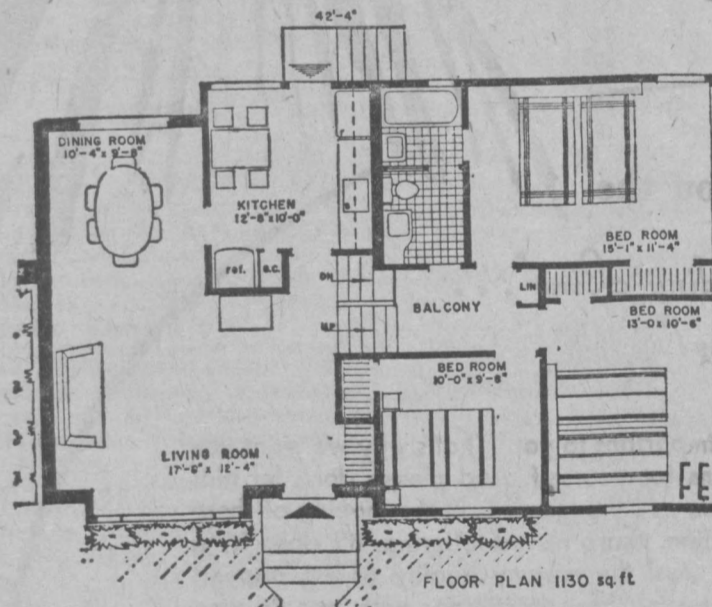 42'-4"
DINING ROOM
10'-4" x 9'-8"
KITCHEN
12'-8" x 10'-0"
ref.
B.C.
DN
UP
BALCONY
LIN
BED ROOM
15'-1" x 11'-4"
BED ROOM
13'-0 x 10'-6"
BED ROOM
10'-0" x 9'-8"
LIVING ROOM
17'-9" x 12'-4"
FLOOR PLAN 1130 sq.ft